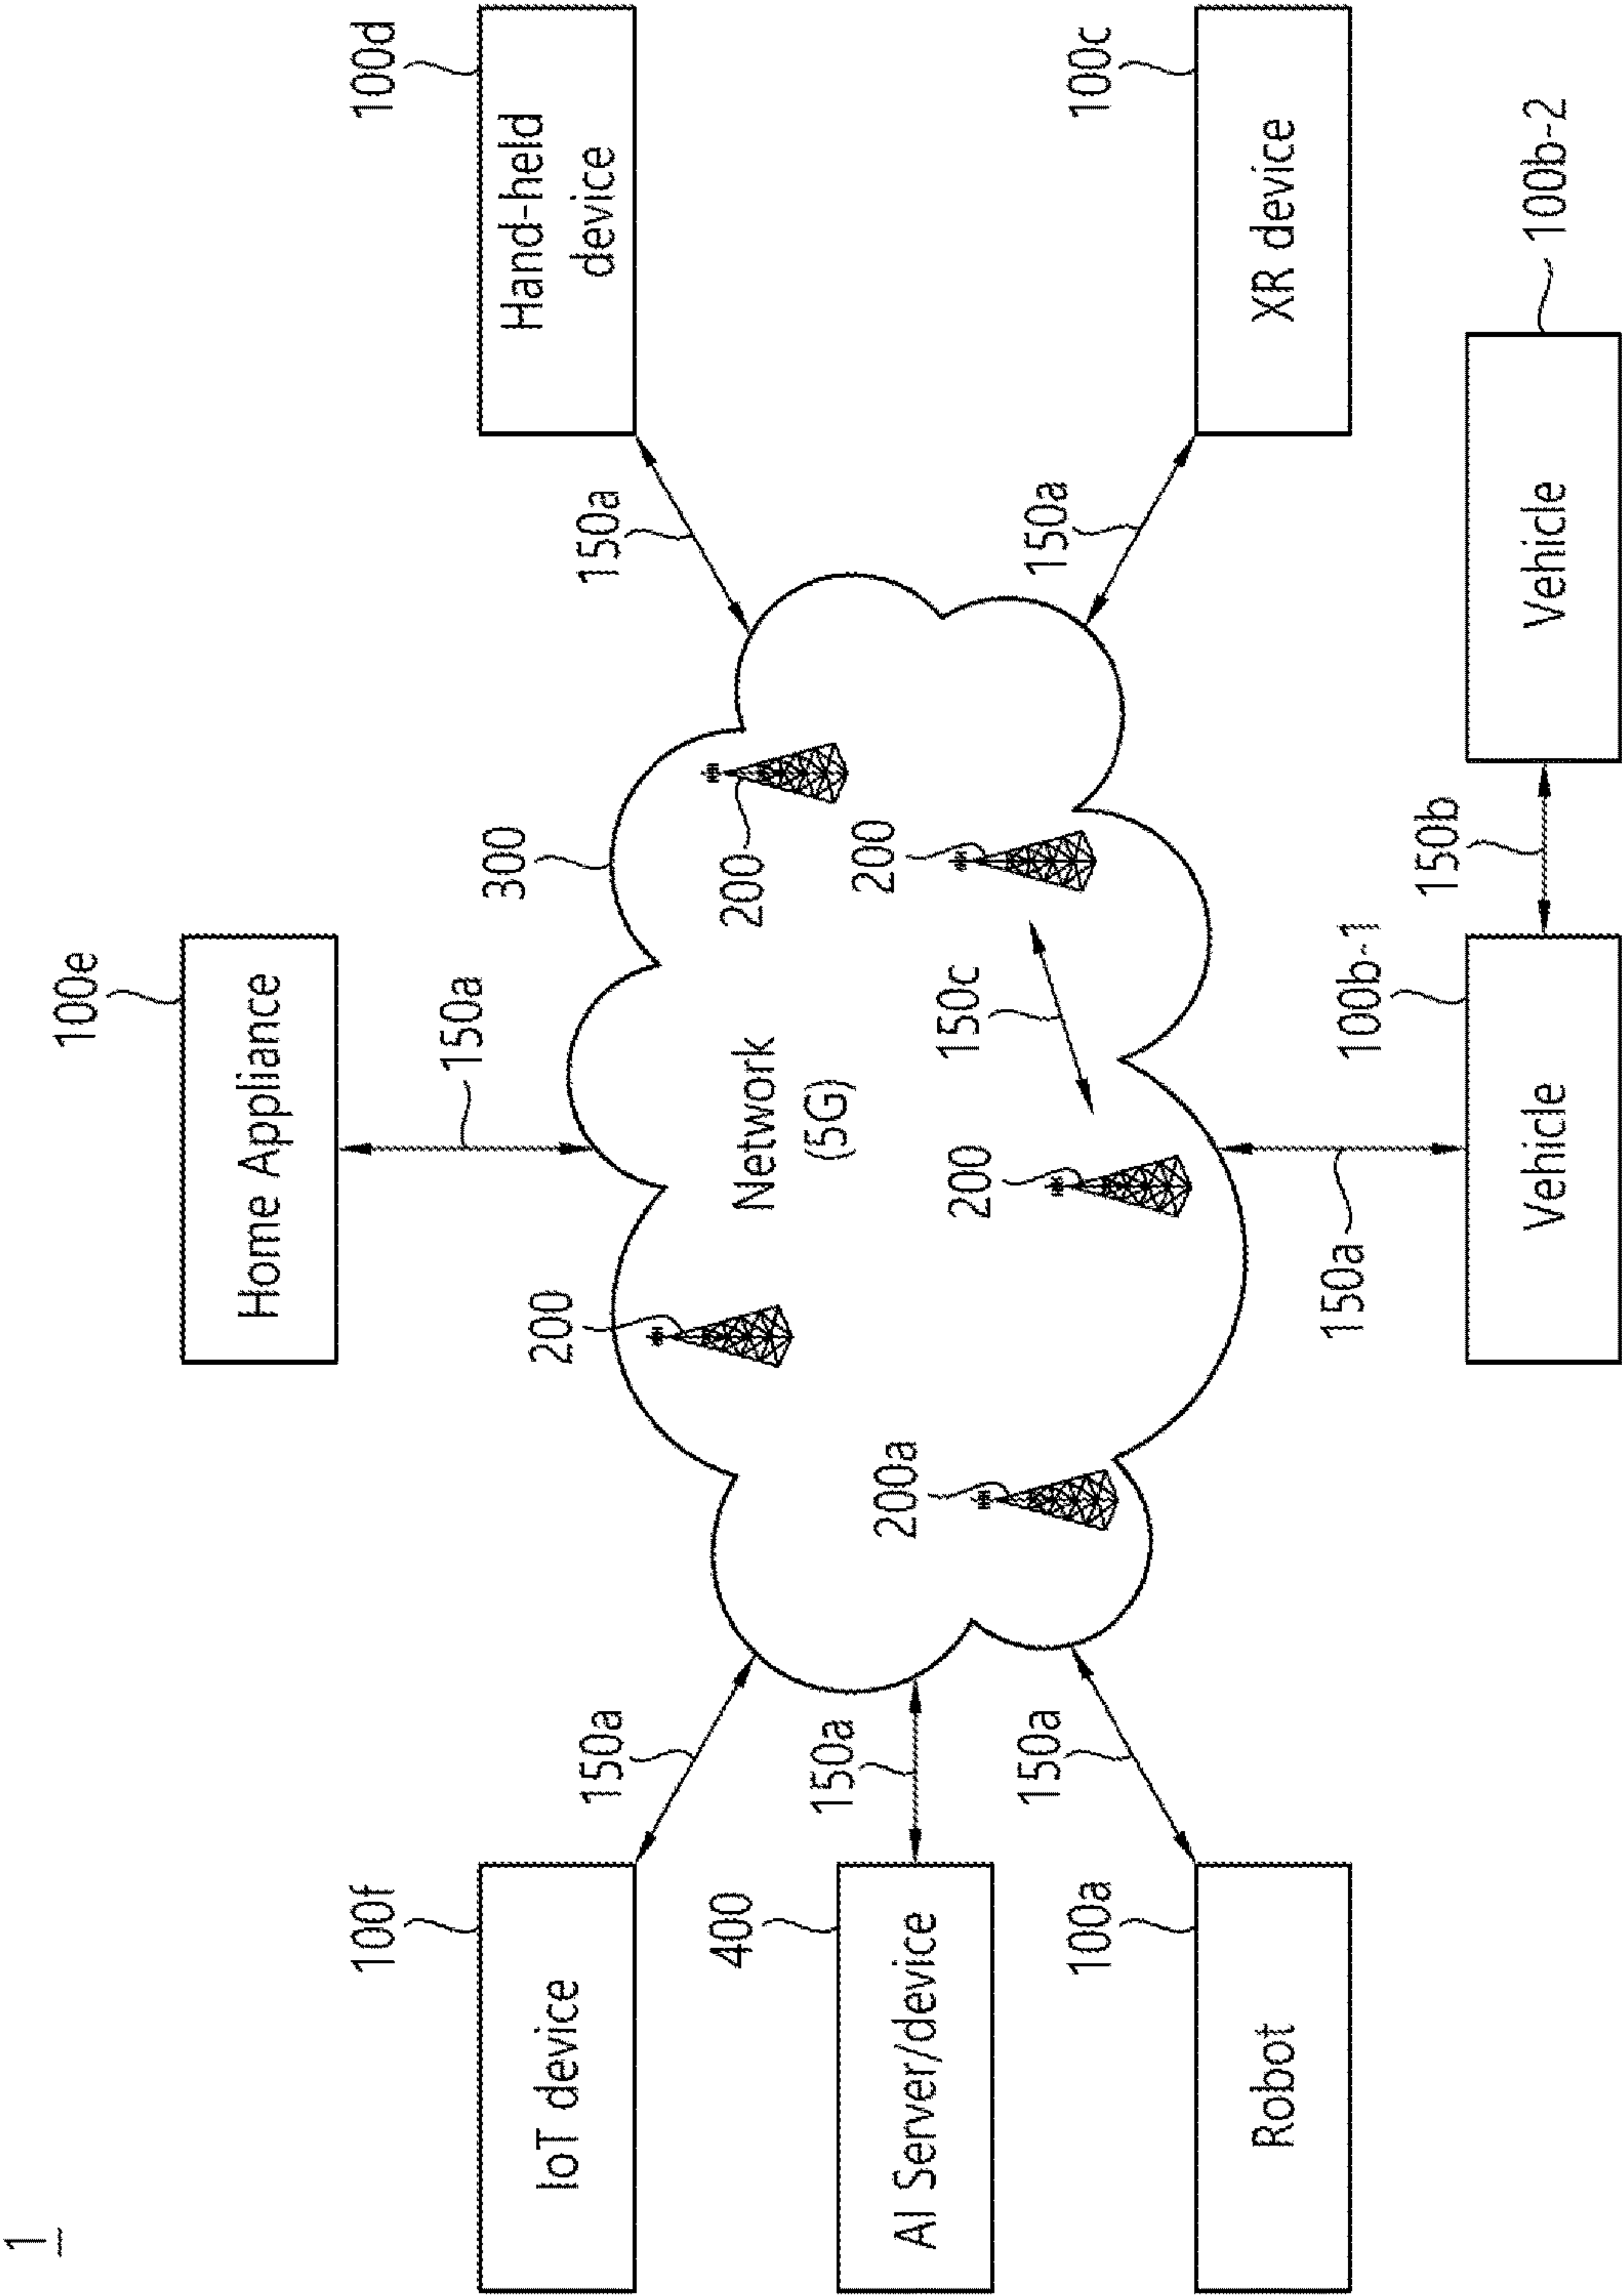 1
100e
Home Appliance
150a
100f
IoT device
150a
300
200
200
Network
(5G)
150a
100d
Hand-held
device
400
AI Server/device
150a
200a
200
150c
200
100a
Robot
150a
150a
100c
XR device
150a
100b-1
Vehicle
150b
Vehicle
100b-2